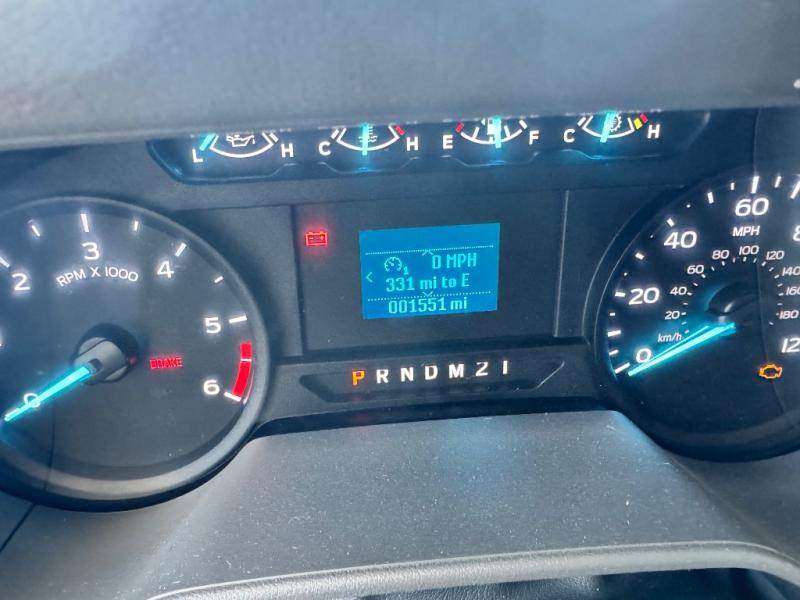 L H C H E F C H
2 3 4 5 6
RPM X 1000
BRAKE
0
0 MPH
331 mi to E
001551 mi
P R N D M 2 1
0 20 40 60
MPH
20 40 60 80 100 120 140 160 180
km/h